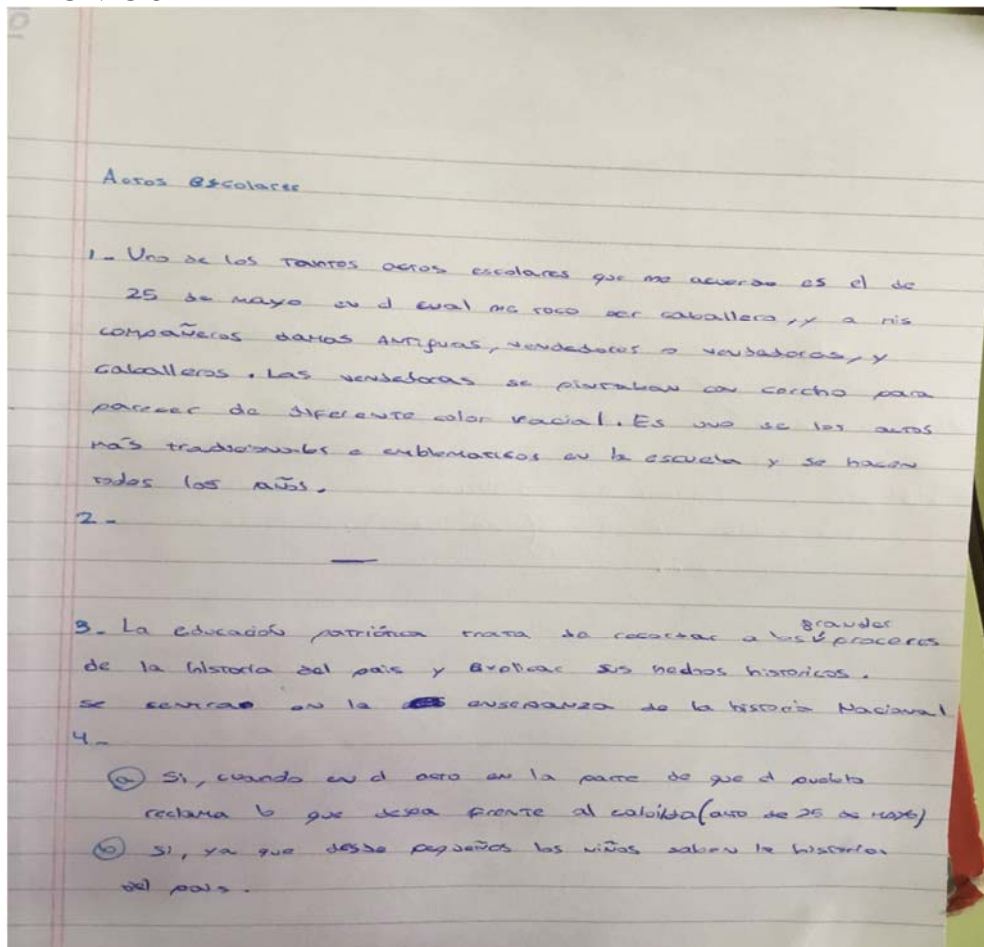 Actos escolares
1- Uno de los tantos actos escolares que me acuerdo es el de
25 de mayo en el cual me toco ser caballero, y a mis
compañeros damas antiguas, vendedores o vendedoras, y
caballeros. Las vendedoras se pintaban con corcho para
parecer de diferente color racial. Es uno de los actos
más tradicionales e emblematicos en la escuela y se hacen
todos los años.
2 -
—
3- La educación patriótica trata de recordar a los grandes proceres
de la historia del pais y explicar sus hechos historicos.
se centra en la enseñanza de la historia Nacional
4-
a Si, cuando en el acto en la parte de que el pueblo
reclama lo que desea frente al cabildo (acto de 25 de mayo)
b Si, ya que desde pequeños los niños saben la historia
del pais.